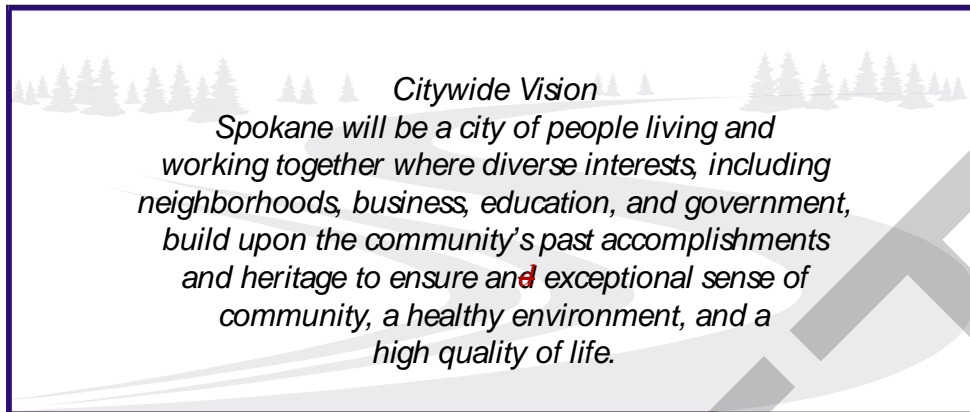 Citywide Vision
Spokane will be a city of people living and
working together where diverse interests, including
neighborhoods, business, education, and government,
build upon the community’s past accomplishments
and heritage to ensure and exceptional sense of
community, a healthy environment, and a
high quality of life.